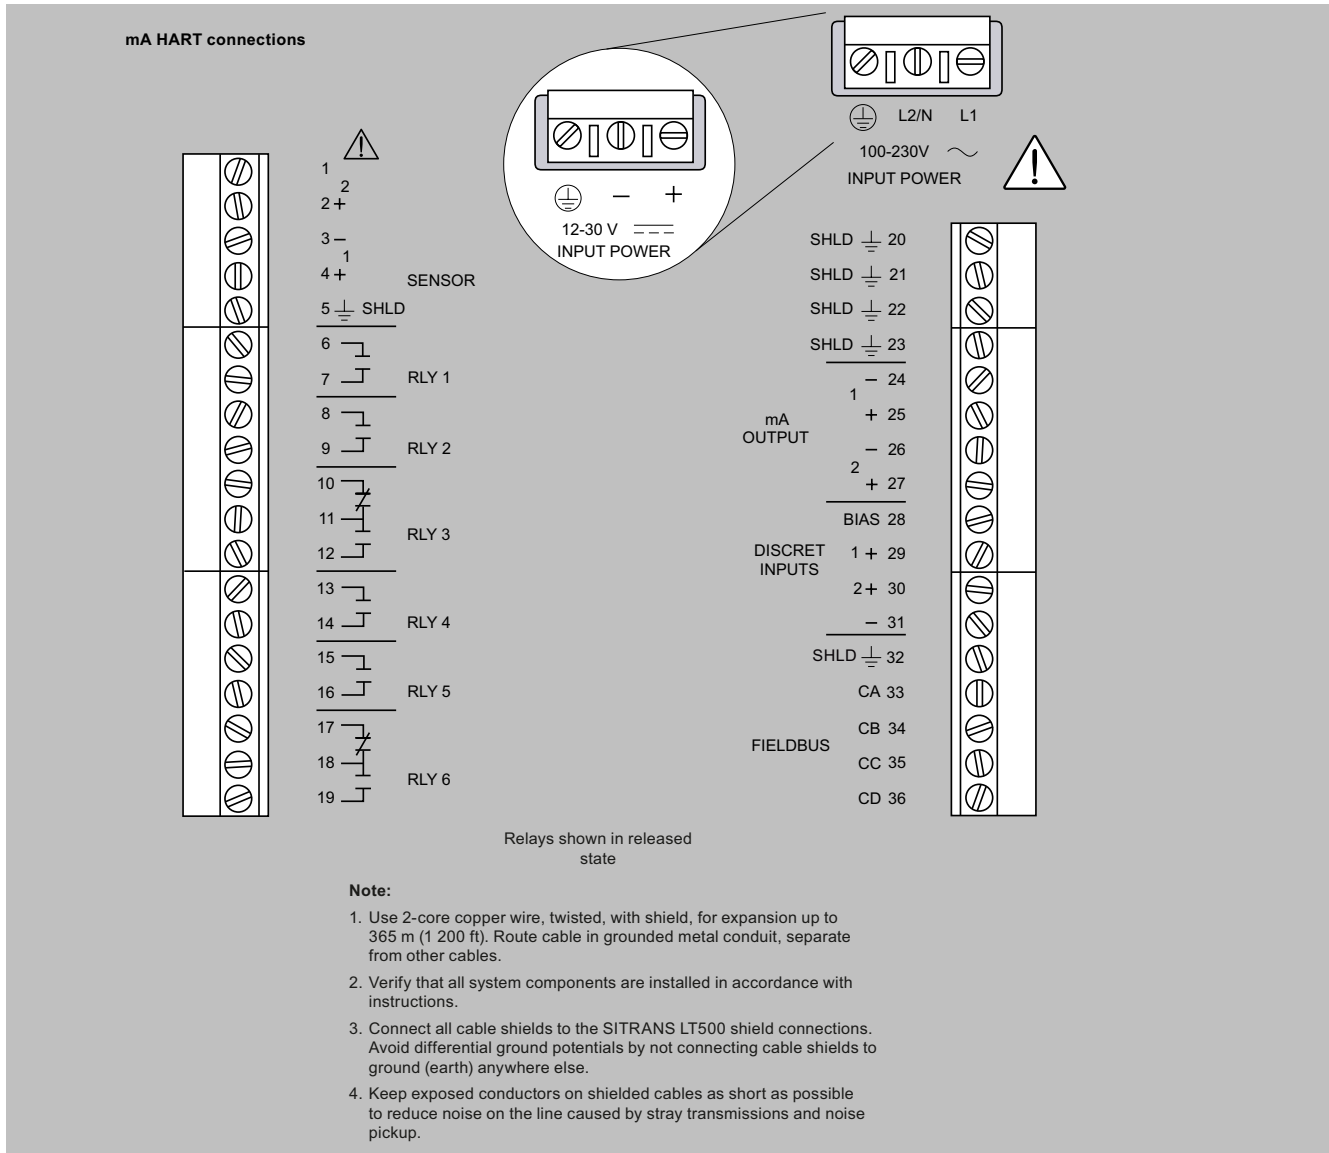 mA HART connections
L2/N L1
100-230V
INPUT POWER
− +
12-30 V
INPUT POWER
1
2
2 +
3 −
1
4 +
SENSOR
5 SHLD
6
7 RLY 1
8
9 RLY 2
10
11
RLY 3
12
13
14 RLY 4
15
16 RLY 5
17
18
RLY 6
19
SHLD 20
SHLD 21
SHLD 22
SHLD 23
− 24
1
+ 25
mA
OUTPUT
− 26
2
+ 27
BIAS 28
DISCRET
INPUTS
1 + 29
2 + 30
− 31
SHLD 32
CA 33
CB 34
FIELDBUS
CC 35
CD 36
Relays shown in released
state
Note:
1. Use 2-core copper wire, twisted, with shield, for expansion up to
365 m (1 200 ft). Route cable in grounded metal conduit, separate
from other cables.
2. Verify that all system components are installed in accordance with
instructions.
3. Connect all cable shields to the SITRANS LT500 shield connections.
Avoid differential ground potentials by not connecting cable shields to
ground (earth) anywhere else.
4. Keep exposed conductors on shielded cables as short as possible
to reduce noise on the line caused by stray transmissions and noise
pickup.